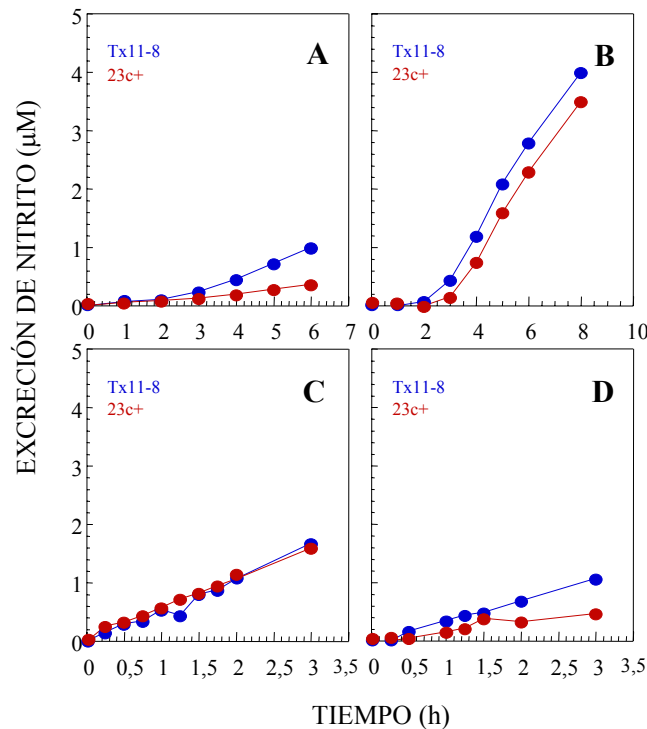 EXCRECIÓN DE NITRITO (μM)
5
4
3
2
1
0
Tx11-8
23c+
A
0 1 2 3 4 5 6 7
Tx11-8
23c+
B
0 2 4 6 8 10
5
4
3
2
1
0
Tx11-8
23c+
C
0 0,5 1 1,5 2 2,5 3 3,5
Tx11-8
23c+
D
0 0,5 1 1,5 2 2,5 3 3,5
TIEMPO (h)